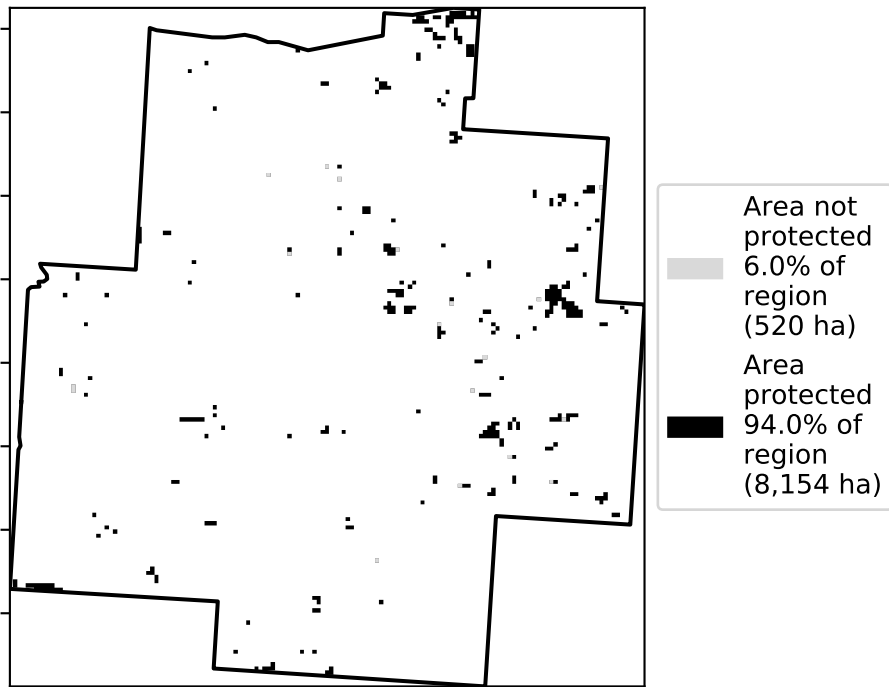 Area not
protected
6.0% of
region
(520 ha)
Area
protected
94.0% of
region
(8,154 ha)